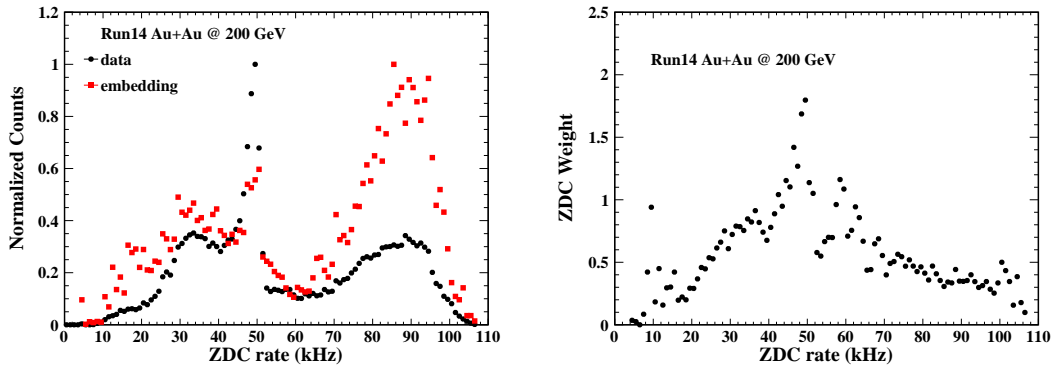 Normalized Counts
1.2
1
0.8
0.6
0.4
0.2
0
Run14 Au+Au @ 200 GeV
data
embedding
0 10 20 30 40 50 60 70 80 90 100 110
ZDC rate (kHz)
ZDC Weight
2.5
2
1.5
1
0.5
0
Run14 Au+Au @ 200 GeV
0 10 20 30 40 50 60 70 80 90 100 110
ZDC rate (kHz)